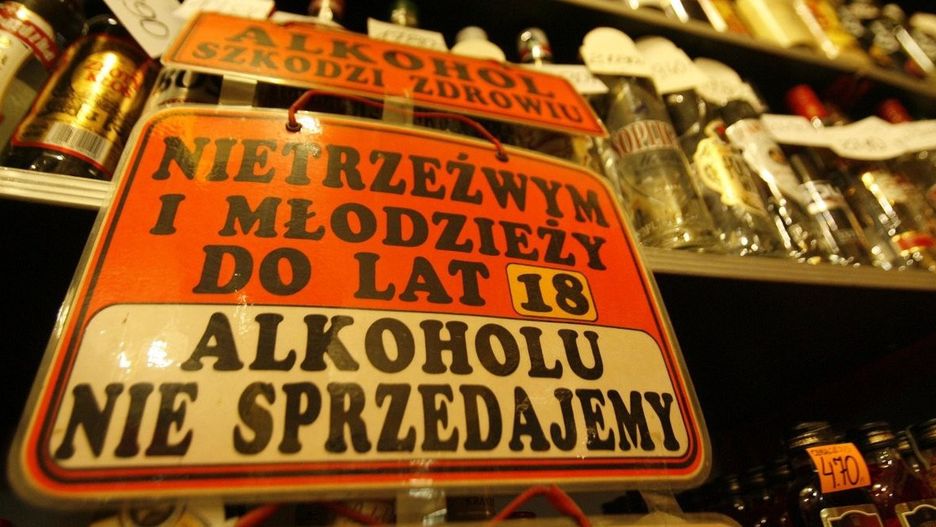 ALKOHOL
SZKODZI ZDROWIU
NIETRZEŹWYM
I MŁODZIEŻY
DO LAT 18
ALKOHOLU
NIE SPRZEDAJEMY
4.70